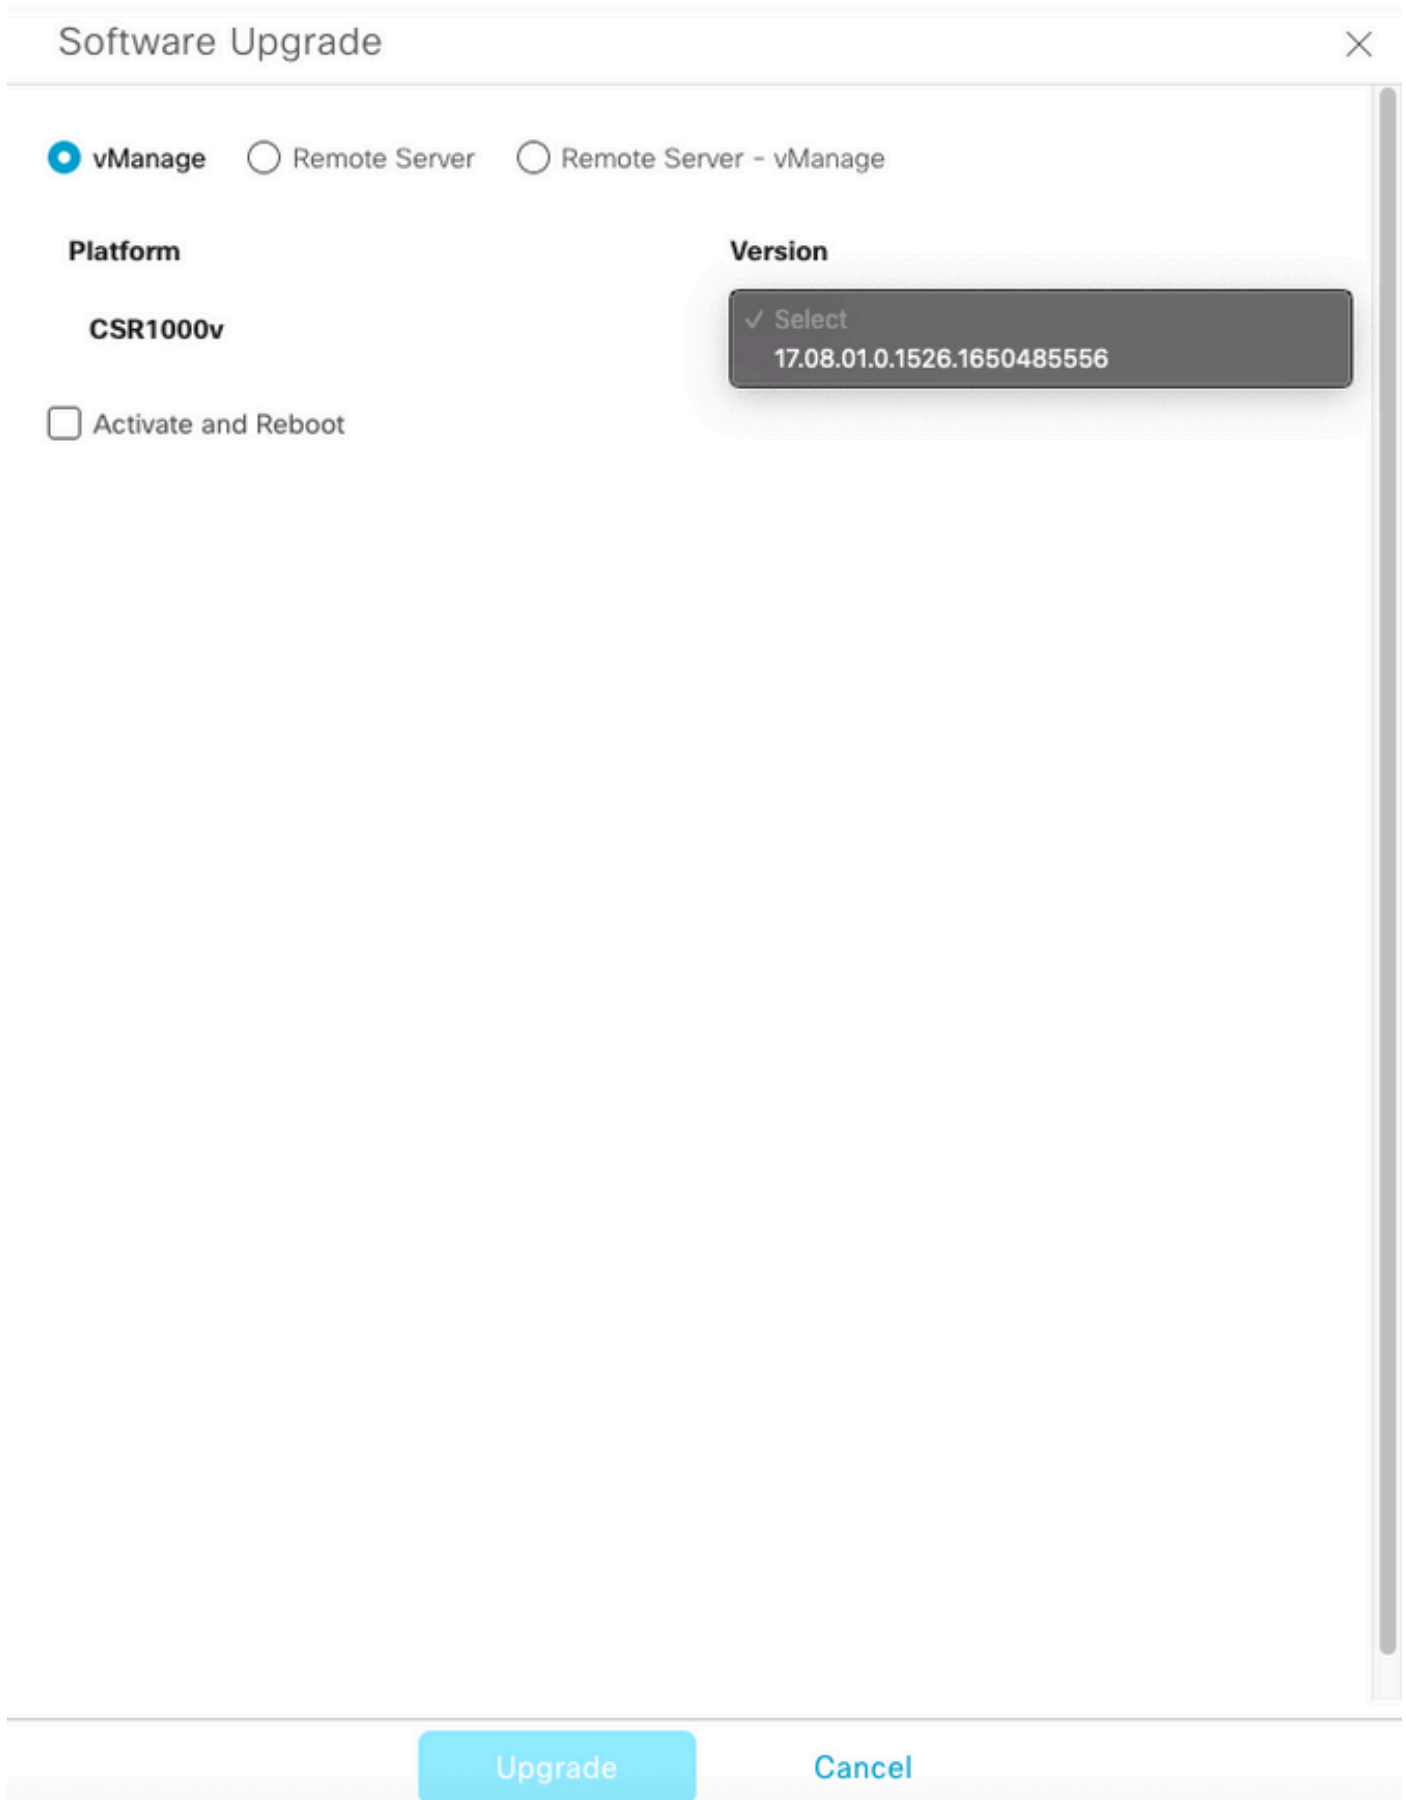 Software Upgrade
vManage Remote Server Remote Server - vManage
Platform Version
✓ Select
CSR1000v
17.08.01.0.1526.1650485556
Activate and Reboot
Upgrade Cancel